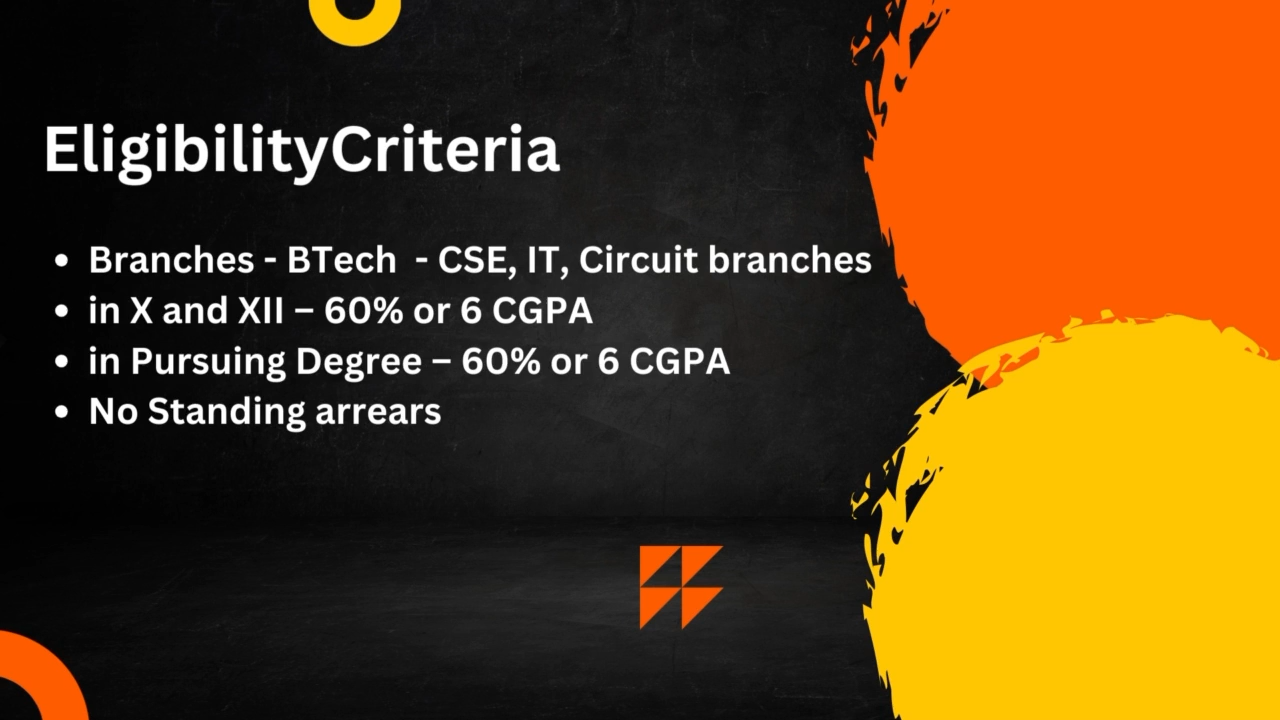 EligibilityCriteria
• Branches - BTech - CSE, IT, Circuit branches
• in X and XII – 60% or 6 CGPA
• in Pursuing Degree – 60% or 6 CGPA
• No Standing arrears